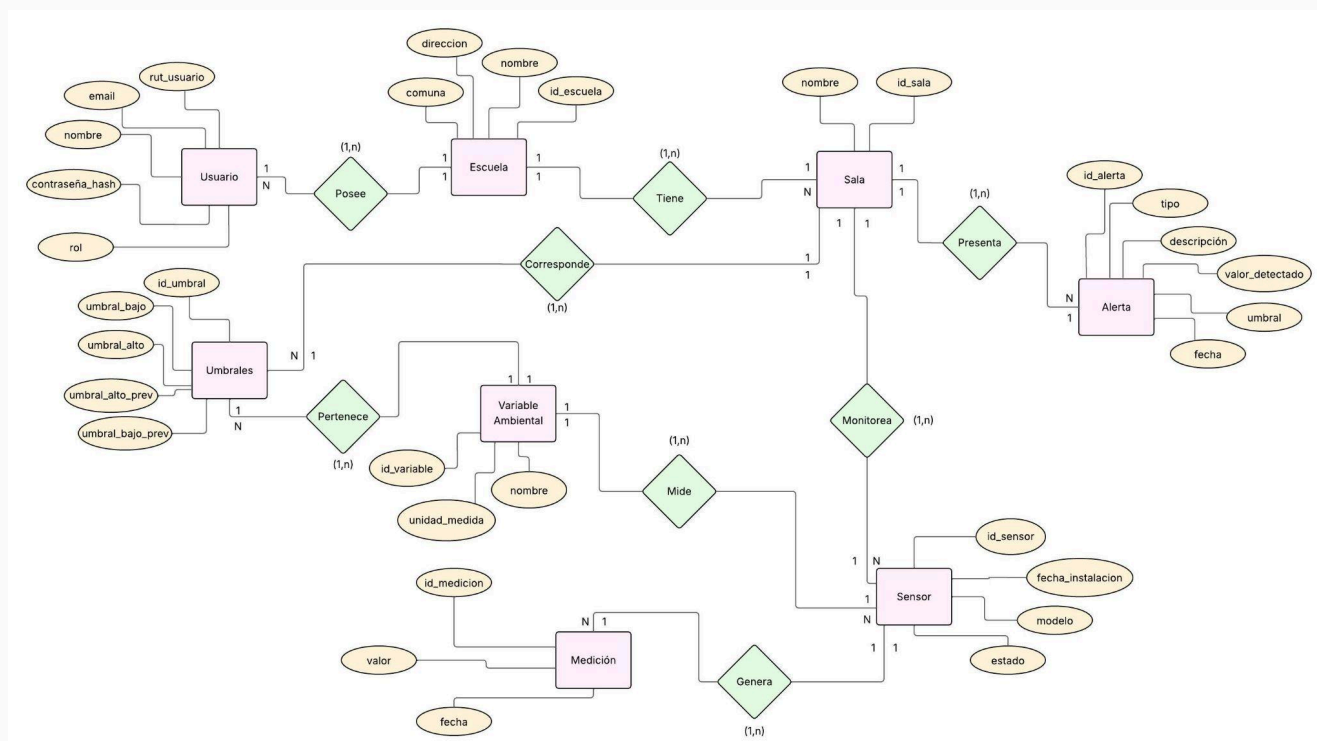 direccion
nombre
rut_usuario
comuna
id_escuela
email
nombre
id_sala
nombre
(1,n)
(1,n)
id_alerta
contraseña_hash
Usuario
1
N
Posee
1
1
Escuela
1
1
Tiene
1
N
Sala
1
1
(1,n)
tipo
rol
Presenta
descripción
1
1
valor_detectado
Corresponde
1
1
(1,n)
id_umbral
umbral_bajo
N
1
Alerta
umbral
umbral_alto
N
1
fecha
Umbrales
umbral_alto_prev
1
N
Pertenece
1
1
Variable
Ambiental
1
1
Monitorea
(1,n)
umbral_bajo_prev
(1,n)
(1,n)
id_variable
nombre
Mide
unidad_medida
id_sensor
1
N
id_medicion
fecha_instalacion
1
N
Sensor
modelo
N
1
1
1
valor
Medición
estado
Genera
fecha
(1,n)